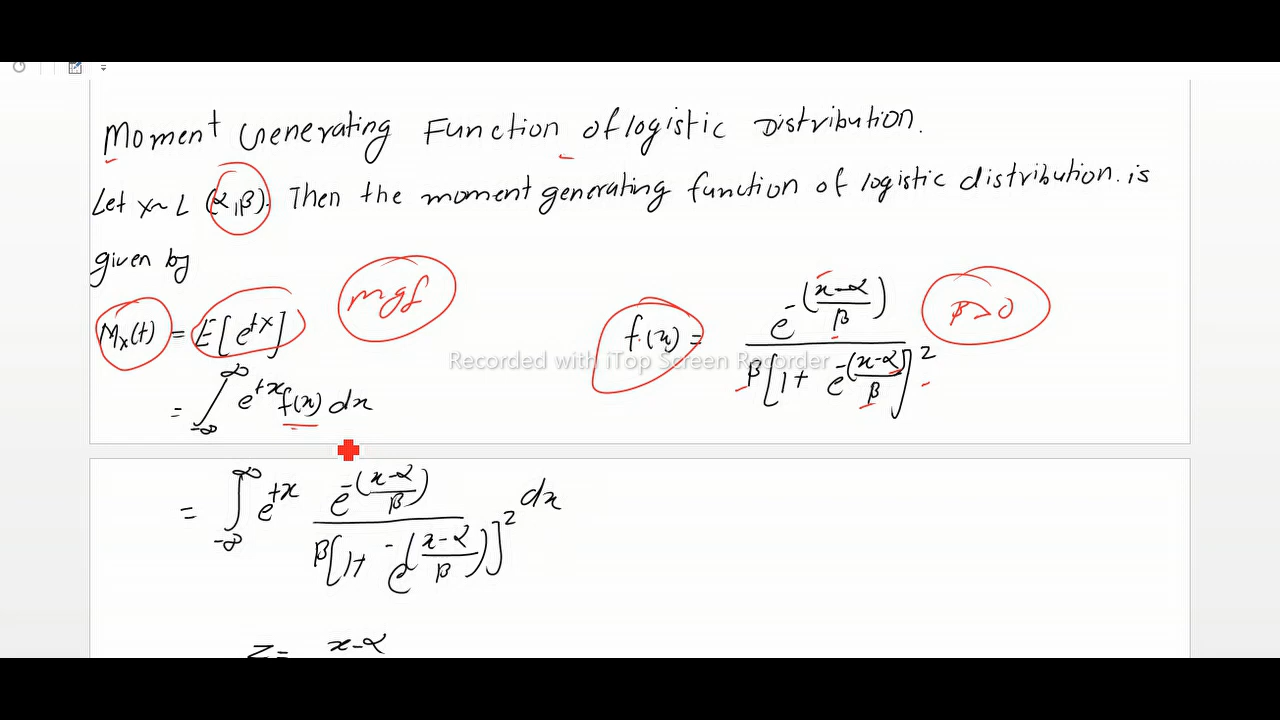 Moment Generating Function of logistic Distribution.
Let x~ L (α,β). Then the moment generating function of logistic distribution. is
given by
Mx(t) = E[e^{tx}]
mgf
f(x) = e^{-(x-α/β)} / β[1+ e^{-(x-α/β)}]^2
β>0
Recorded with iTop Screen Recorder
= ∫_{-∞}^{∞} e^{tx} f(x) dx
= ∫_{-∞}^{∞} e^{tx} e^{-(x-α/β)} / β[1+ e^{-(x-α/β)}]^2 dx
z = x-α